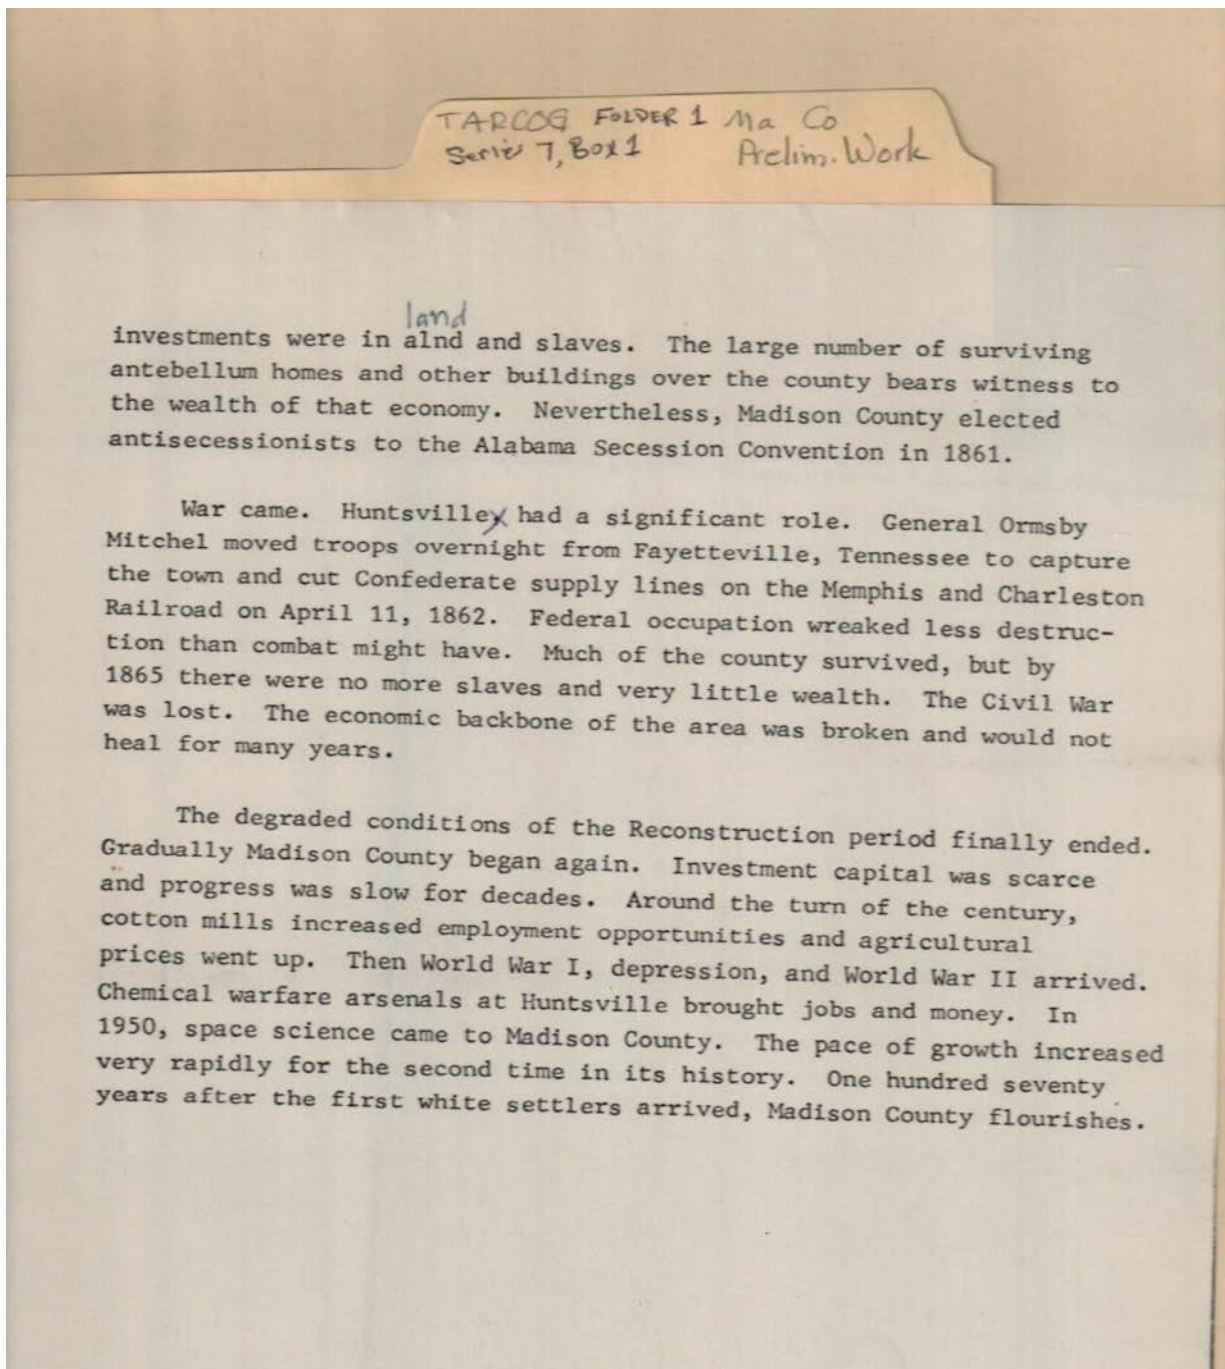 TARCOG FOLDER 1 Ma Co
Series 7, Box 1 Prelim. Work
land
investments were in alnd and slaves. The large number of surviving
antebellum homes and other buildings over the county bears witness to
the wealth of that economy. Nevertheless, Madison County elected
antisecessionists to the Alabama Secession Convention in 1861.
War came. Huntsvilley had a significant role. General Ormsby
Mitchel moved troops overnight from Fayetteville, Tennessee to capture
the town and cut Confederate supply lines on the Memphis and Charleston
Railroad on April 11, 1862. Federal occupation wreaked less destruc-
tion than combat might have. Much of the county survived, but by
1865 there were no more slaves and very little wealth. The Civil War
was lost. The economic backbone of the area was broken and would not
heal for many years.
The degraded conditions of the Reconstruction period finally ended.
Gradually Madison County began again. Investment capital was scarce
and progress was slow for decades. Around the turn of the century,
cotton mills increased employment opportunities and agricultural
prices went up. Then World War I, depression, and World War II arrived.
Chemical warfare arsenals at Huntsville brought jobs and money. In
1950, space science came to Madison County. The pace of growth increased
very rapidly for the second time in its history. One hundred seventy
years after the first white settlers arrived, Madison County flourishes.